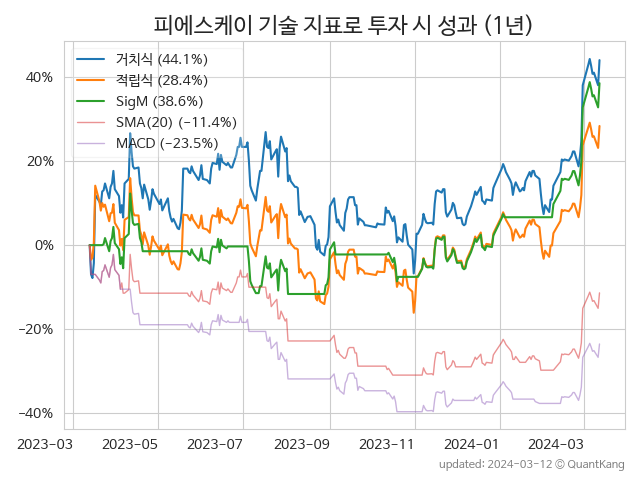 피에스케이 기술 지표로 투자 시 성과 (1년)
거치식 (44.1%)
적립식 (28.4%)
SigM (38.6%)
SMA(20) (−11.4%)
MACD (−23.5%)
40%
20%
0%
−20%
−40%
2023-03 2023-05 2023-07 2023-09 2023-11 2024-01 2024-03
updated: 2024-03-12 ⓒ QuantKang